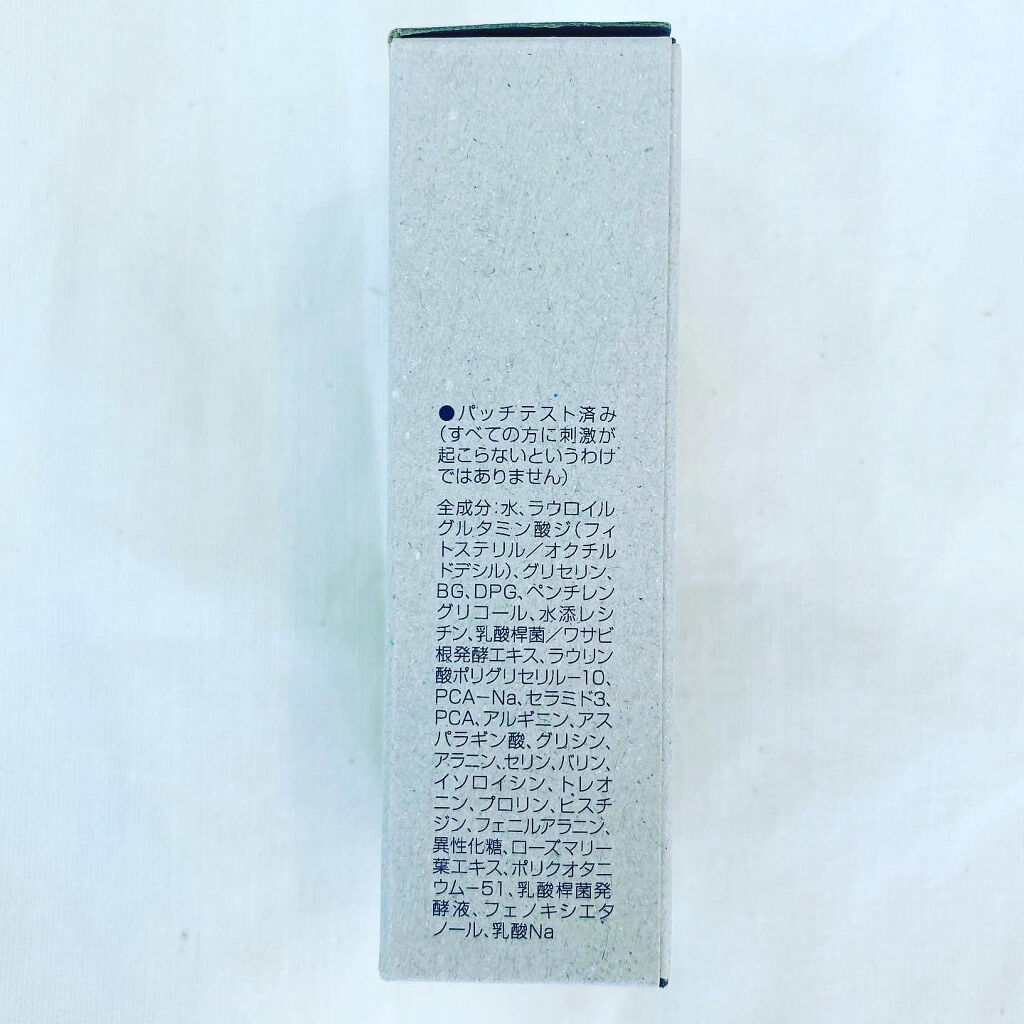 ●パッチテスト済み
(すべての方に刺激が
起こらないというわけ
ではありません)
全成分:水、ラウロイル
グルタミン酸ジ(フィ
トステリル/オクチル
ドデシル)、グリセリン、
BG、DPG、ペンチレン
グリコール、水添レシ
チン、乳酸桿菌/ワサビ
根発酵エキス、ラウリン
酸ポリグリセリル-10、
PCA-Na、セラミド3、
PCA、アルギニン、アス
パラギン酸、グリシン、
アラニン、セリン、バリン、
イソロイシン、トレオ
ニン、プロリン、ヒスチ
ジン、フェニルアラニン、
異性化糖、ローズマリー
葉エキス、ポリクオタニ
ウム-51、乳酸桿菌発
酵液、フェノキシエタ
ノール、乳酸Na